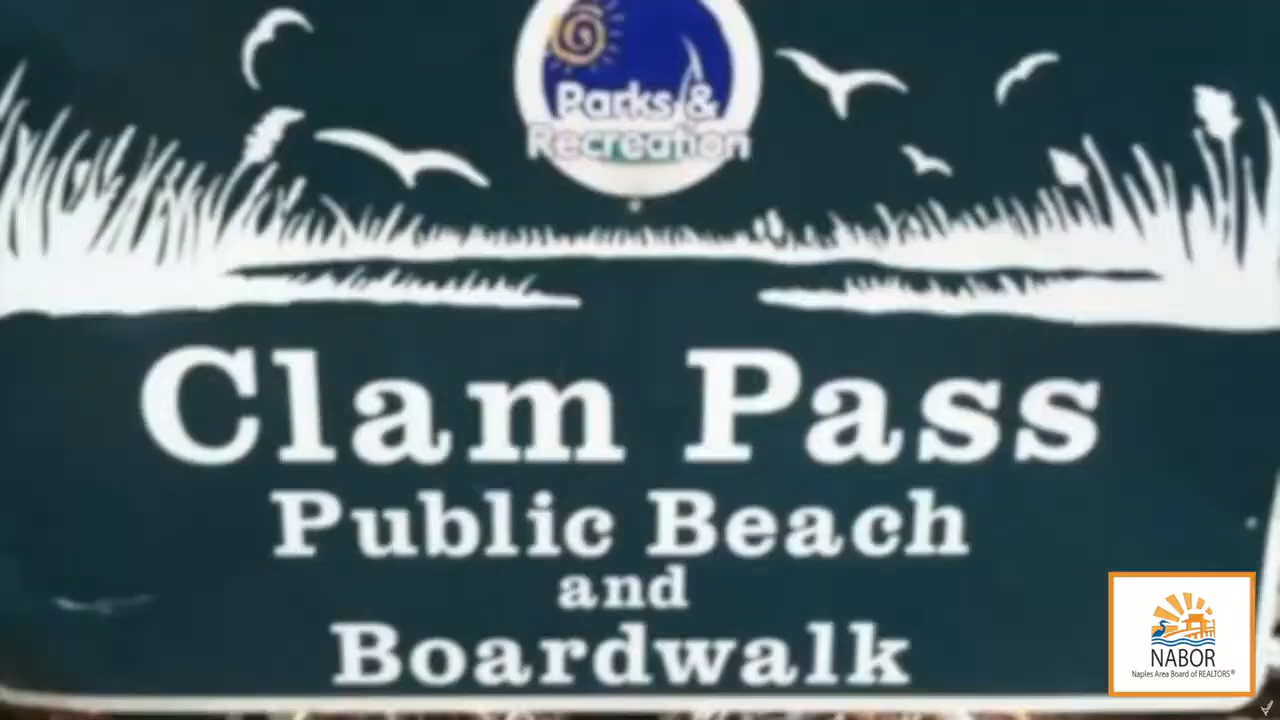 Parks &
Recreation
Clam Pass
Public Beach
and
Boardwalk
NABOR
Naples Area Board of REALTORS®